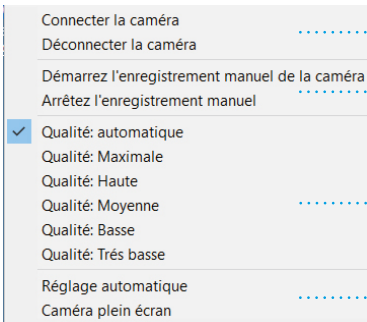 Connecter la caméra
Déconnecter la caméra
Démarrez l'enregistrement manuel de la caméra
Arrêtez l'enregistrement manuel
Qualité: automatique
Qualité: Maximale
Qualité: Haute
Qualité: Moyenne
Qualité: Basse
Qualité: Trés basse
Réglage automatique
Caméra plein écran